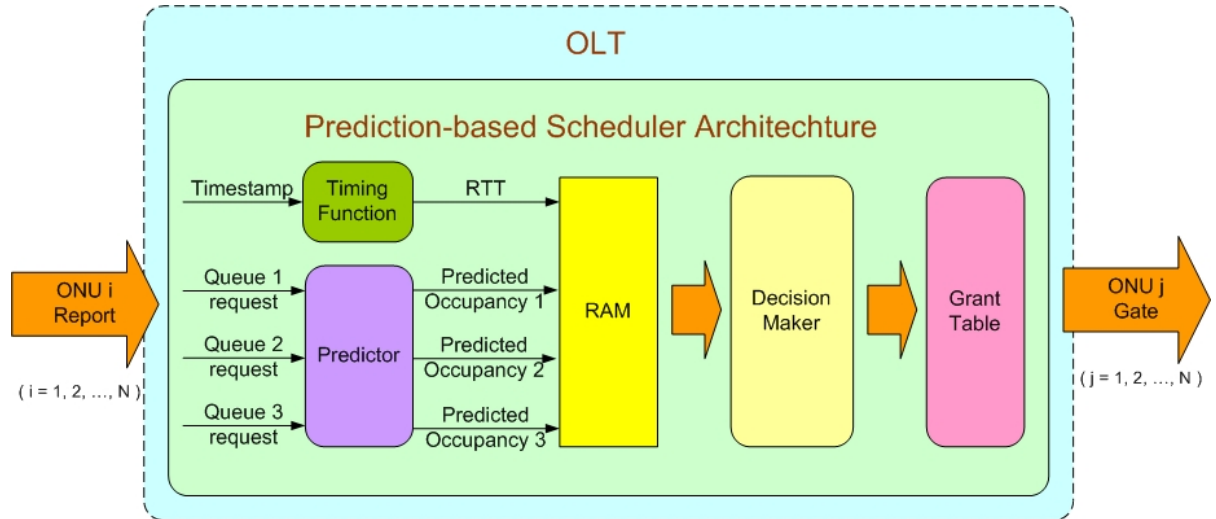 OLT
Prediction-based Scheduler Architechture
Timestamp
Timing
Function
RTT
ONU i
Report
( i = 1, 2, ..., N )
Queue 1
request
Queue 2
request
Queue 3
request
Predictor
Predicted
Occupancy 1
Predicted
Occupancy 2
Predicted
Occupancy 3
RAM
Decision
Maker
Grant
Table
ONU j
Gate
( j = 1, 2, ..., N )